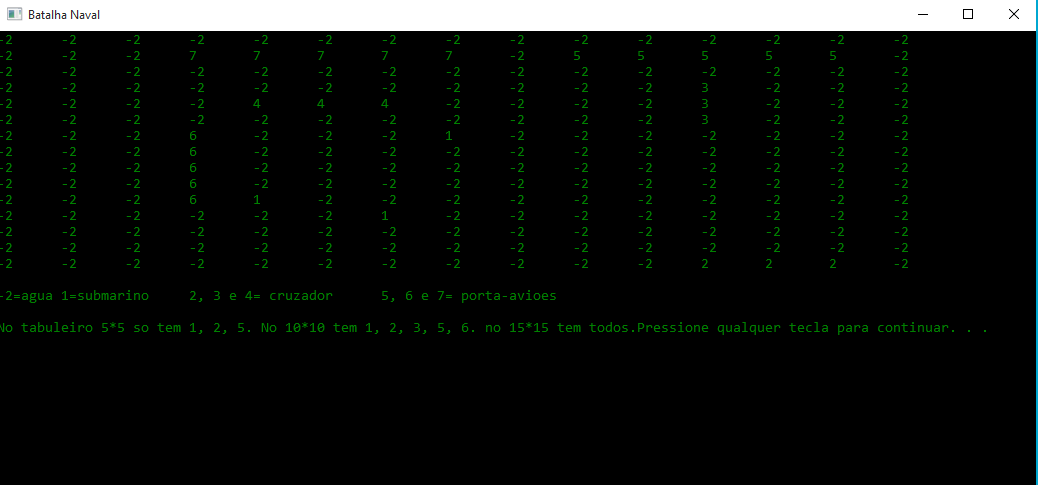 Batalha Naval
-2 -2 -2 -2 -2 -2 -2 -2 -2 -2 -2 -2 -2 -2 -2
-2 -2 -2 7 7 7 7 7 -2 5 5 5 5 5 -2
-2 -2 -2 -2 -2 -2 -2 -2 -2 -2 -2 -2 -2 -2 -2
-2 -2 -2 -2 -2 -2 -2 -2 -2 -2 -2 3 -2 -2 -2
-2 -2 -2 -2 4 4 4 -2 -2 -2 -2 3 -2 -2 -2
-2 -2 -2 -2 -2 -2 -2 -2 -2 -2 -2 3 -2 -2 -2
-2 -2 -2 6 -2 -2 -2 1 -2 -2 -2 -2 -2 -2 -2
-2 -2 -2 6 -2 -2 -2 -2 -2 -2 -2 -2 -2 -2 -2
-2 -2 -2 6 -2 -2 -2 -2 -2 -2 -2 -2 -2 -2 -2
-2 -2 -2 6 -2 -2 -2 -2 -2 -2 -2 -2 -2 -2 -2
-2 -2 -2 6 1 -2 -2 -2 -2 -2 -2 -2 -2 -2 -2
-2 -2 -2 -2 -2 -2 1 -2 -2 -2 -2 -2 -2 -2 -2
-2 -2 -2 -2 -2 -2 -2 -2 -2 -2 -2 -2 -2 -2 -2
-2 -2 -2 -2 -2 -2 -2 -2 -2 -2 -2 -2 -2 -2 -2
-2 -2 -2 -2 -2 -2 -2 -2 -2 -2 -2 2 2 2 -2
-2=agua 1=submarino 2, 3 e 4= cruzador 5, 6 e 7= porta-avioes
No tabuleiro 5*5 so tem 1, 2, 5. No 10*10 tem 1, 2, 3, 5, 6. no 15*15 tem todos.Pressione qualquer tecla para continuar. . .